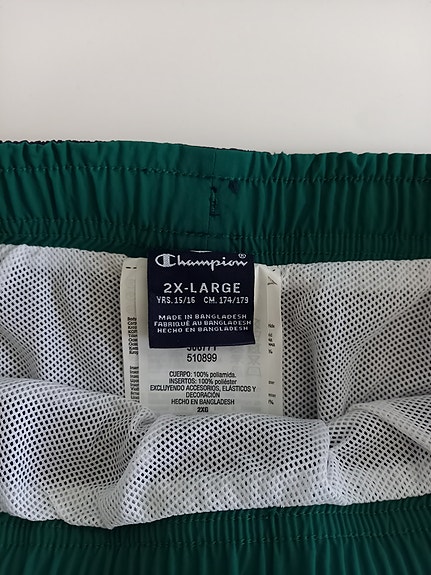 Champion
2X-LARGE
YRS. 15/16 CM. 174/179
MADE IN BANGLADESH
FABRIQUÉ AU BANGLADESH
HECHO EN BANGLADESH
510899
CUERPO: 100% poliamida.
INSERTOS: 100% poliéster
EXCLUYENDO ACCESORIOS, ELÁSTICOS Y
DECORACIÓN
HECHO EN BANGLADESH
2XG